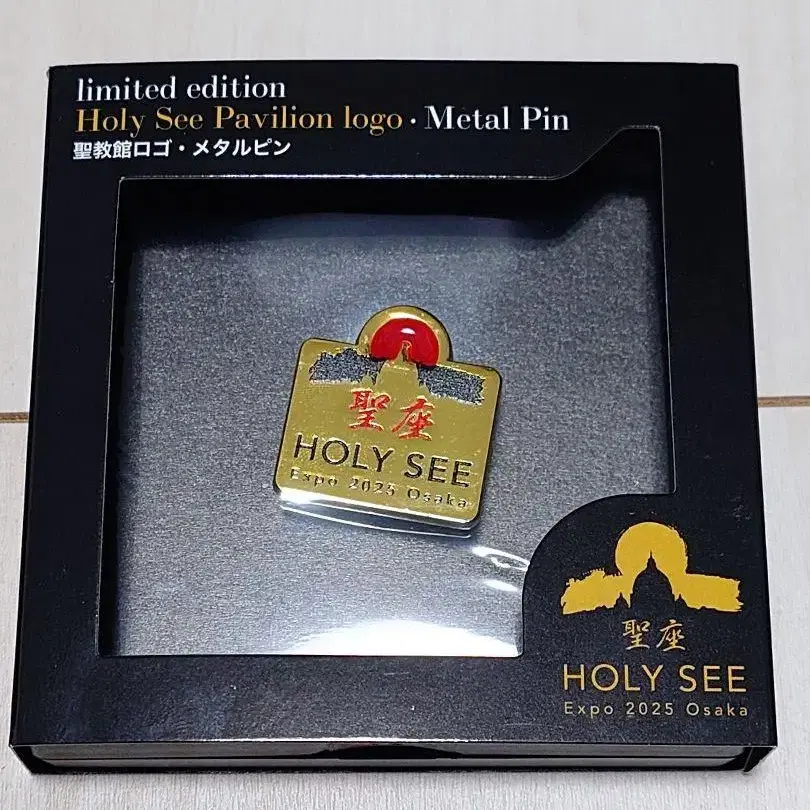 limited edition
Holy See Pavilion logo · Metal Pin
聖教館ロゴ・メタルピン
聖座
HOLY SEE
Expo 2025 Osaka
聖座
HOLY SEE
Expo 2025 Osaka